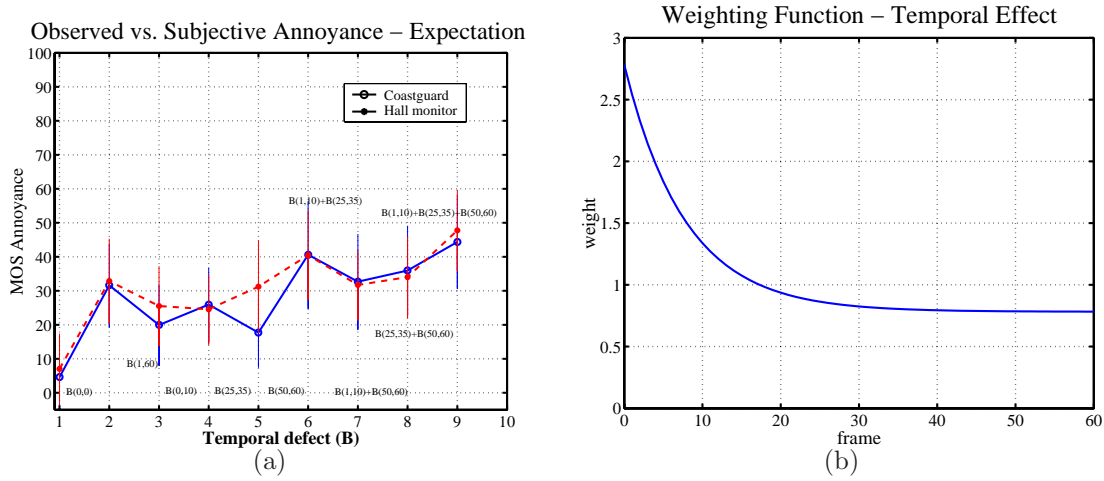 Observed vs. Subjective Annoyance – Expectation
100
90
80
70
60
50
40
30
20
10
0
MOS Annoyance
Coastguard
Hall monitor
B(1,10)+B(25,35)
B(1,10)+B(25,35)+B(50,60)
B(25,35)+B(50,60)
B(1,60)
B(0,0)
B(0,10)
B(25,35)
B(50,60)
B(1,10)+B(50,60)
1 2 3 4 5 6 7 8 9 10
Temporal defect (B)
(a)
Weighting Function – Temporal Effect
3
2.5
2
1.5
1
0.5
0
weight
0 10 20 30 40 50 60
frame
(b)